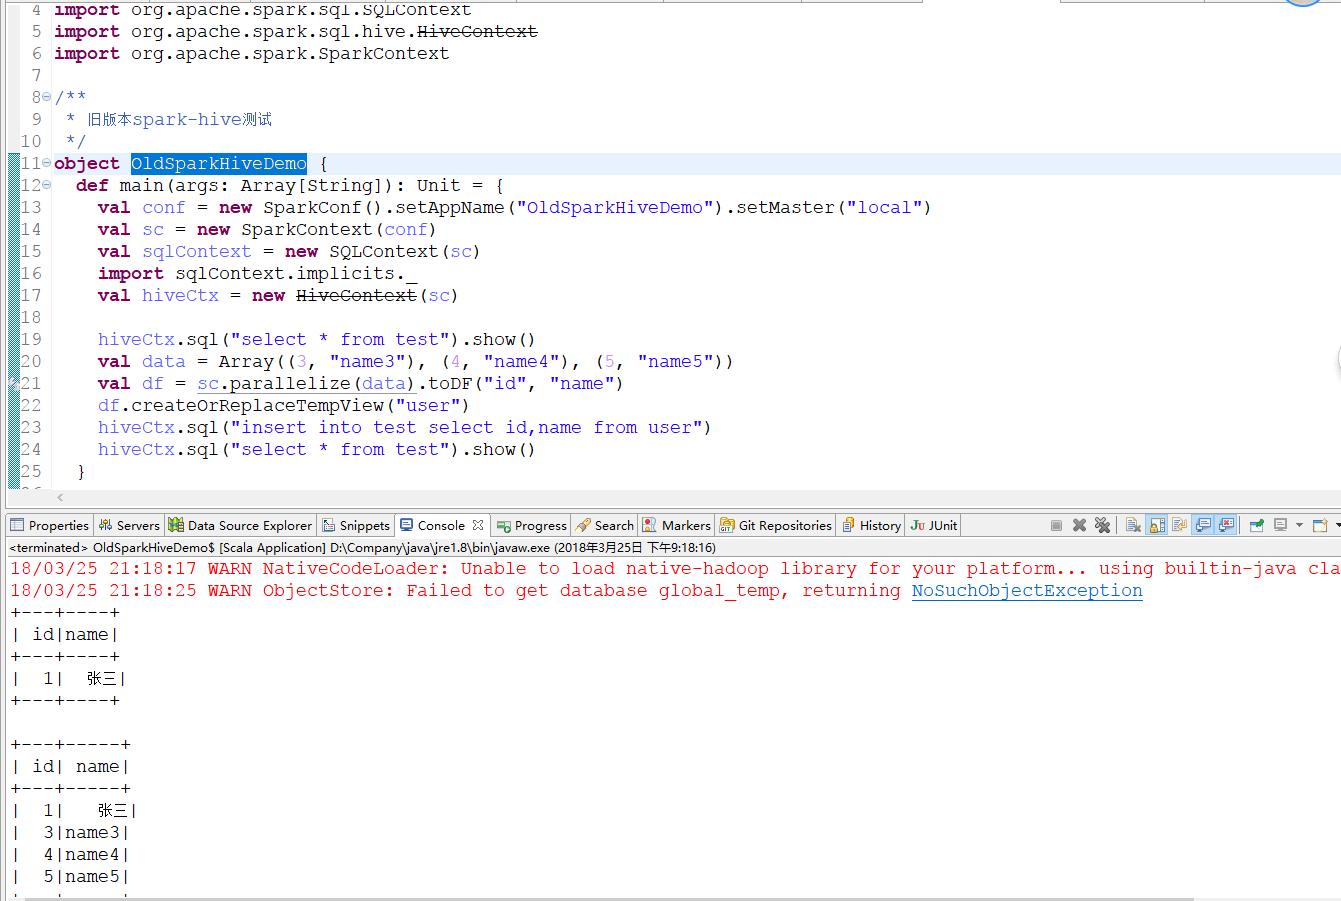 4 import org.apache.spark.sql.SQLContext
5 import org.apache.spark.sql.hive.HiveContext
6 import org.apache.spark.SparkContext
7
8 /**
9 * 旧版本spark-hive测试
10 */
11 object OldSparkHiveDemo {
12 def main(args: Array[String]): Unit = {
13 val conf = new SparkConf().setAppName("OldSparkHiveDemo").setMaster("local")
14 val sc = new SparkContext(conf)
15 val sqlContext = new SQLContext(sc)
16 import sqlContext.implicits._
17 val hiveCtx = new HiveContext(sc)
18
19 hiveCtx.sql("select * from test").show()
20 val data = Array((3, "name3"), (4, "name4"), (5, "name5"))
21 val df = sc.parallelize(data).toDF("id", "name")
22 df.createOrReplaceTempView("user")
23 hiveCtx.sql("insert into test select id,name from user")
24 hiveCtx.sql("select * from test").show()
25 }
Properties Servers Data Source Explorer Snippets Console Progress Search Markers Git Repositories History Ju JUnit
<terminated> OldSparkHiveDemo$ [Scala Application] D:\Company\java\jre1.8\bin\javaw.exe (2018年3月25日 下午9:18:16)
18/03/25 21:18:17 WARN NativeCodeLoader: Unable to load native-hadoop library for your platform... using builtin-java cla
18/03/25 21:18:25 WARN ObjectStore: Failed to get database global_temp, returning NoSuchObjectException
+---+----+
| id|name|
+---+----+
| 1| 张三|
+---+----+
+---+-----+
| id| name|
+---+-----+
| 1| 张三|
| 3|name3|
| 4|name4|
| 5|name5|